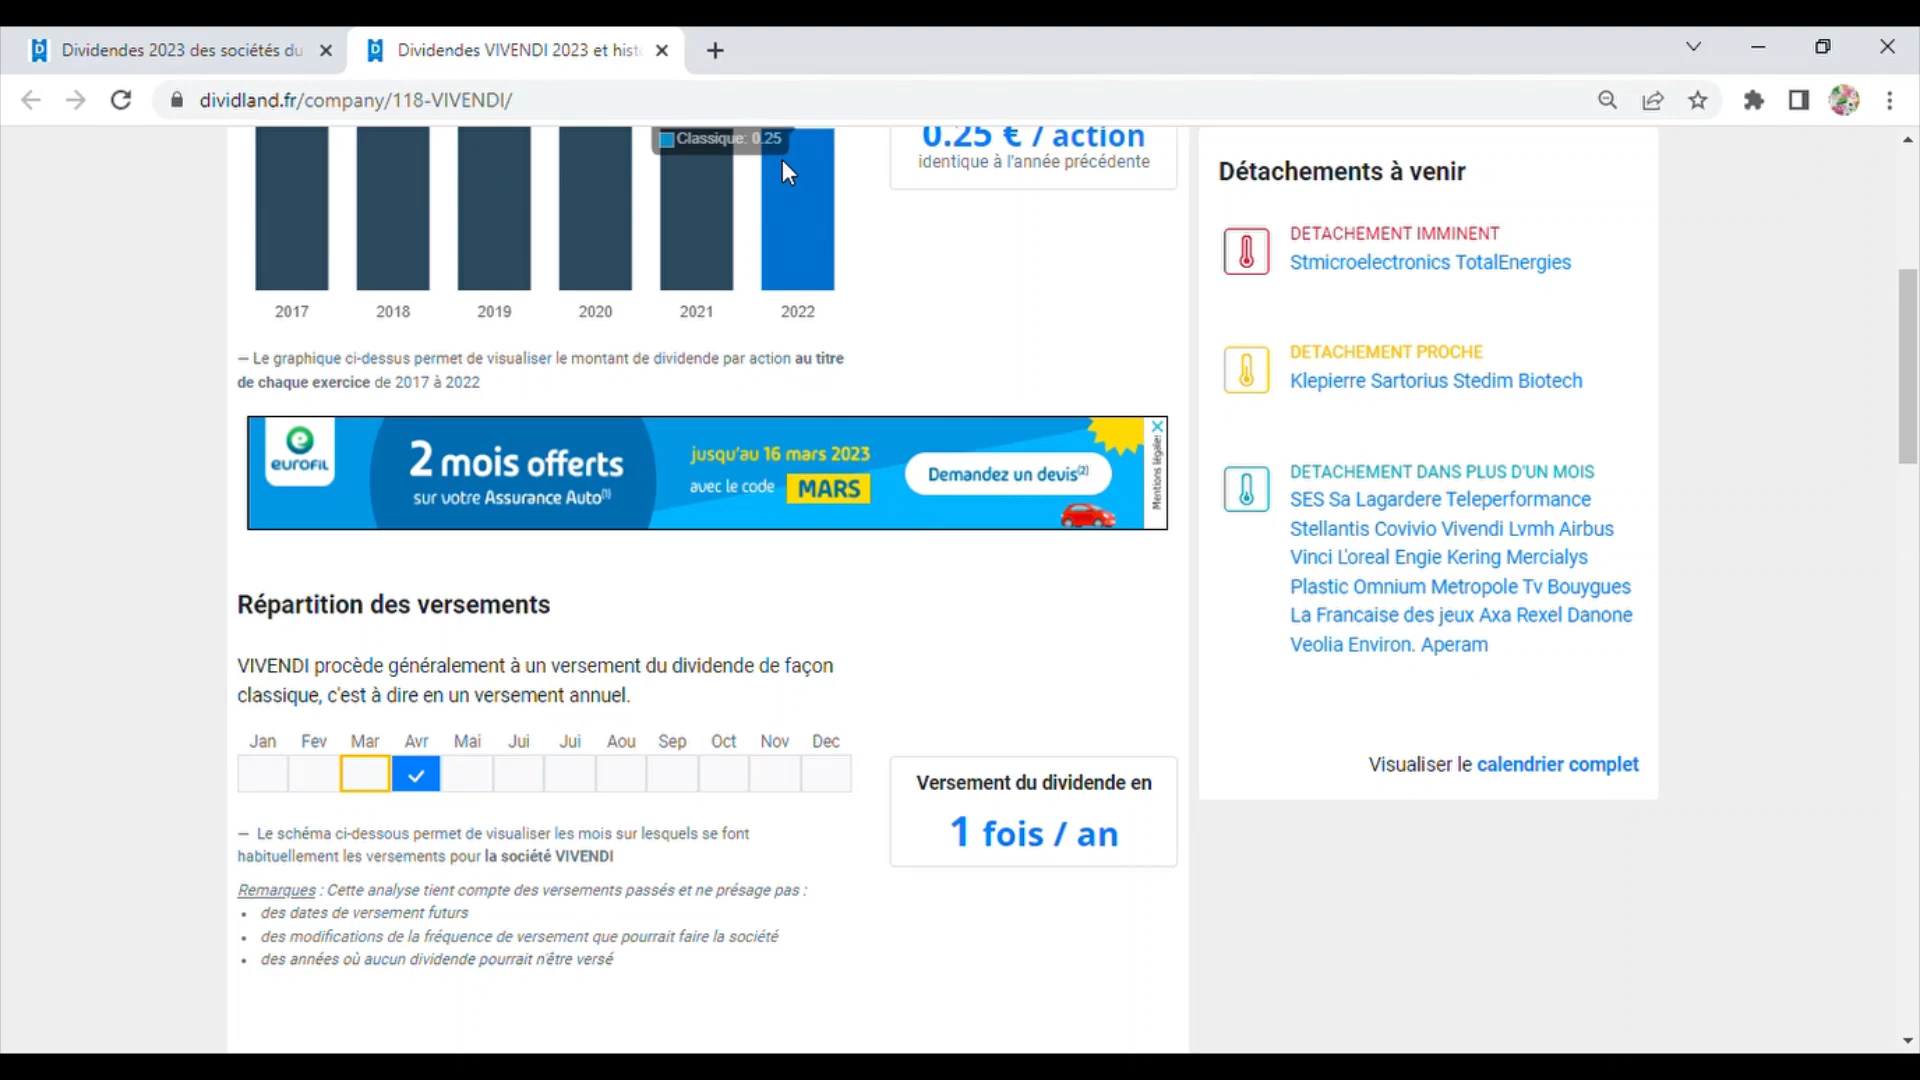 Dividendes 2023 des sociétés du
Dividendes VIVENDI 2023 et hist
dividland.fr/company/118-VIVENDI/
Classique: 0.25
2017 2018 2019 2020 2021 2022
0.25 € / action
identique à l'année précédente
— Le graphique ci-dessus permet de visualiser le montant de dividende par action au titre
de chaque exercice de 2017 à 2022
eurofil
2 mois offerts
sur votre Assurance Auto(1)
jusqu'au 16 mars 2023
avec le code MARS
Demandez un devis(2)
Mentions légales
Répartition des versements
VIVENDI procède généralement à un versement du dividende de façon
classique, c'est à dire en un versement annuel.
Jan Fev Mar Avr Mai Jui Jui Aou Sep Oct Nov Dec
— Le schéma ci-dessous permet de visualiser les mois sur lesquels se font
habituellement les versements pour la société VIVENDI
Remarques : Cette analyse tient compte des versements passés et ne présage pas :
• des dates de versement futurs
• des modifications de la fréquence de versement que pourrait faire la société
• des années où aucun dividende pourrait n'être versé
Versement du dividende en
1 fois / an
Détachements à venir
DETACHEMENT IMMINENT
Stmicroelectronics TotalEnergies
DETACHEMENT PROCHE
Klepierre Sartorius Stedim Biotech
DETACHEMENT DANS PLUS D'UN MOIS
SES Sa Lagardere Teleperformance
Stellantis Covivio Vivendi Lvmh Airbus
Vinci L'oreal Engie Kering Mercialys
Plastic Omnium Metropole Tv Bouygues
La Francaise des jeux Axa Rexel Danone
Veolia Environ. Aperam
Visualiser le calendrier complet